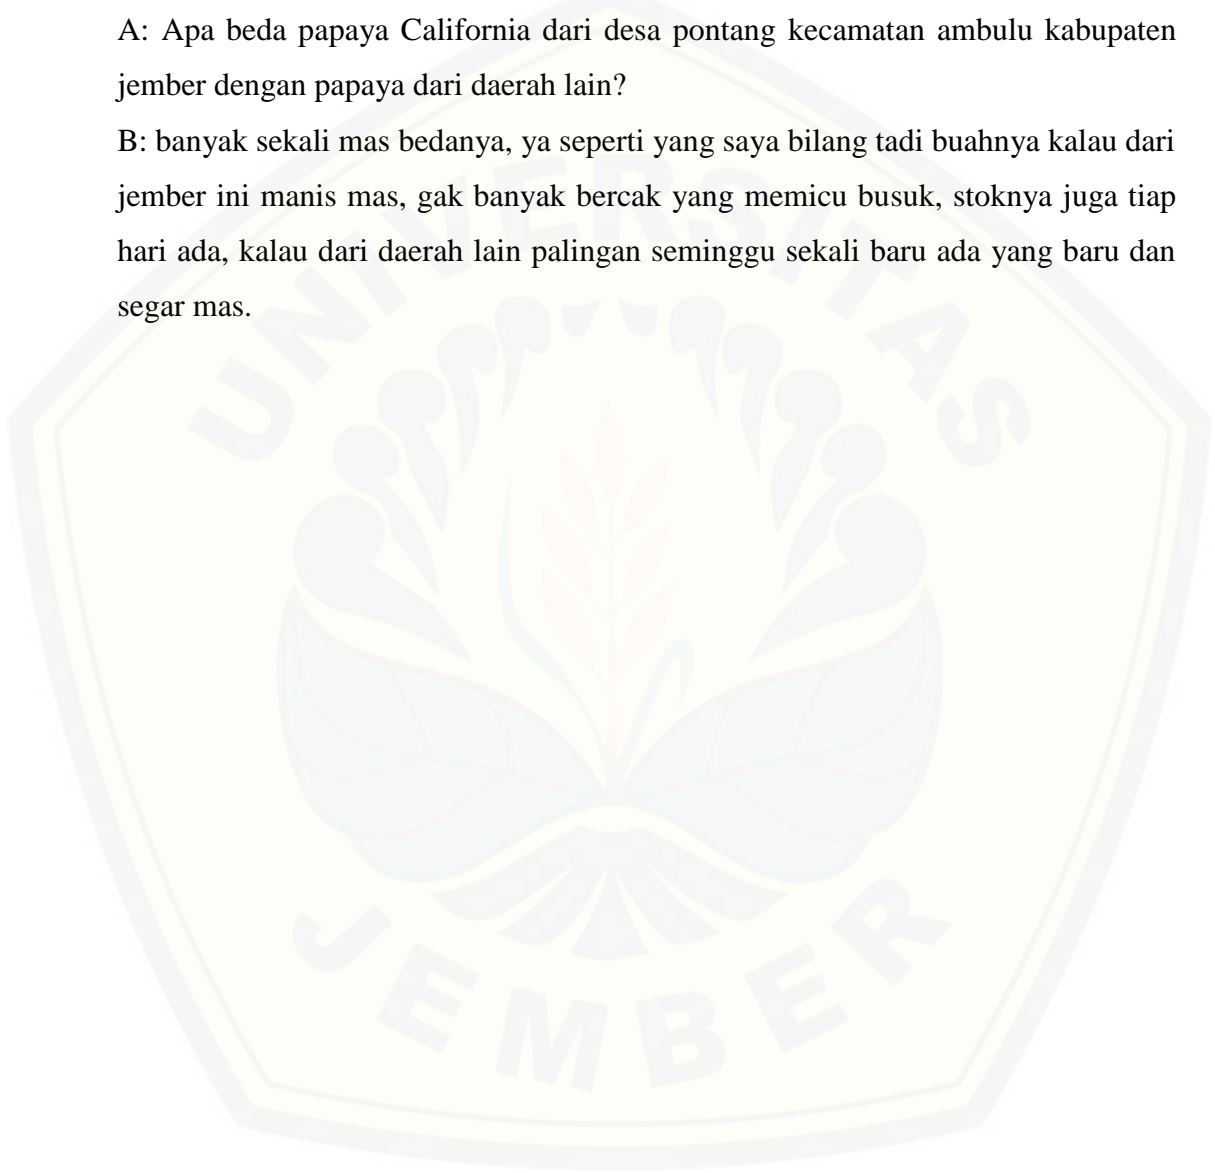 A: Apa beda papaya California dari desa pontang kecamatan ambulu kabupaten
jember dengan papaya dari daerah lain?
B: banyak sekali mas bedanya, ya seperti yang saya bilang tadi buahnya kalau dari
jember ini manis mas, gak banyak bercak yang memicu busuk, stoknya juga tiap
hari ada, kalau dari daerah lain palingan seminggu sekali baru ada yang baru dan
segar mas.
UNIVERSITAS
JEMBER